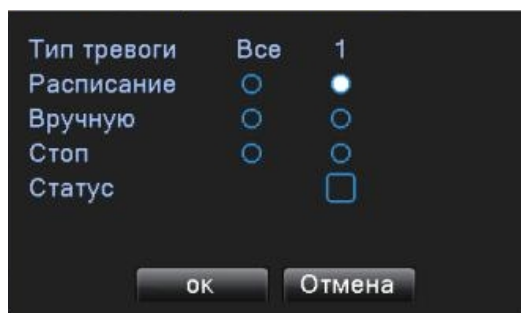 Тип тревоги Все 1
Расписание
Вручную
Стоп
Статус
ок Отмена